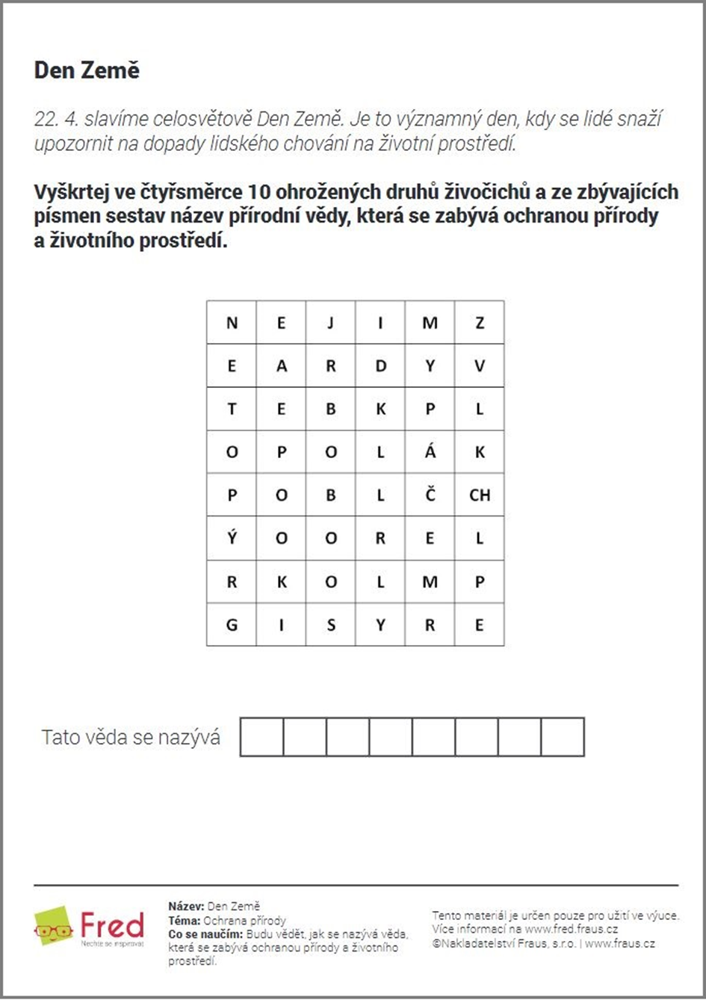 Den Země
22. 4. slavíme celosvětově Den Země. Je to významný den, kdy se lidé snaží
upozornit na dopady lidského chování na životní prostředí.
Vyškrtej ve čtyřsměrce 10 ohrožených druhů živočichů a ze zbývajících
písmen sestav název přírodní vědy, která se zabývá ochranou přírody
a životního prostředí.
N E J I M Z
E A R D Y V
T E B K P L
O P O L Á K
P O B L Č CH
Ý O O R E L
R K O L M P
G I S Y R E
Tato věda se nazývá
Fred
Nechte se inspirovat
Název: Den Země
Téma: Ochrana přírody
Co se naučím: Budu vědět, jak se nazývá věda,
která se zabývá ochranou přírody a životního
prostředí.
Tento materiál je určen pouze pro užití ve výuce.
Více informací na www.fred.fraus.cz
©Nakladatelství Fraus, s.r.o. | www.fraus.cz